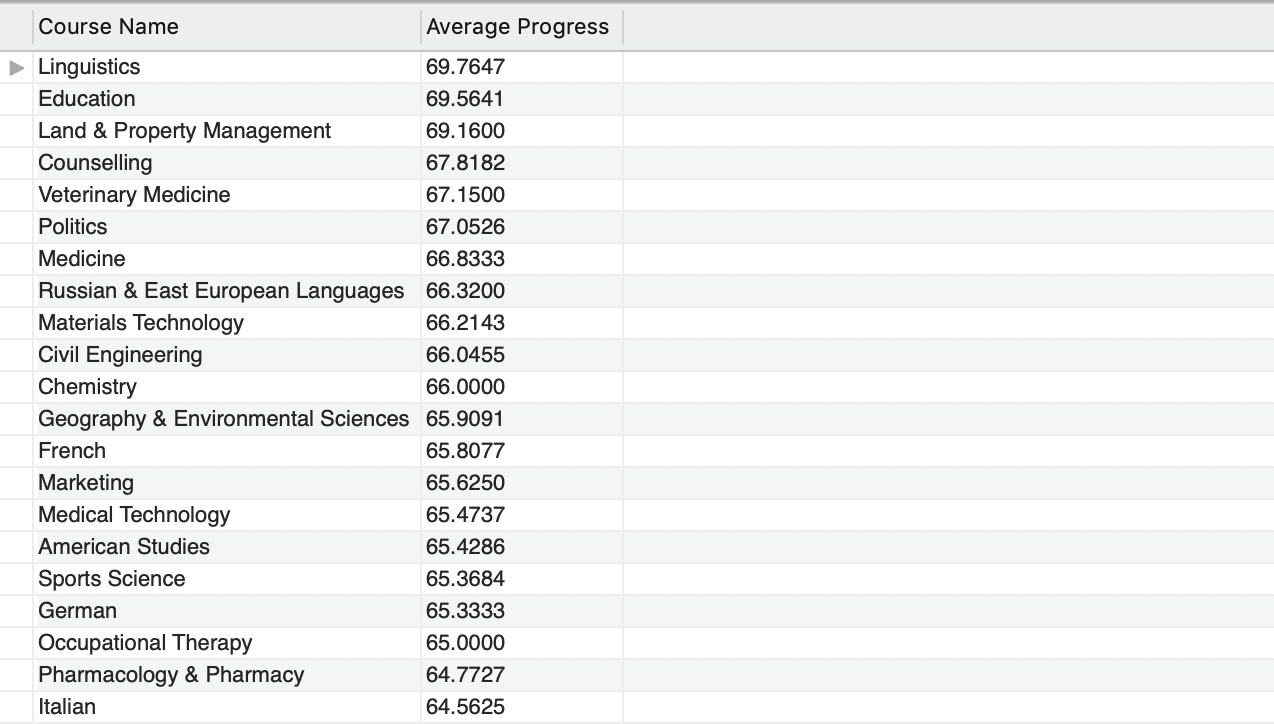 Course Name Average Progress
Linguistics 69.7647
Education 69.5641
Land & Property Management 69.1600
Counselling 67.8182
Veterinary Medicine 67.1500
Politics 67.0526
Medicine 66.8333
Russian & East European Languages 66.3200
Materials Technology 66.2143
Civil Engineering 66.0455
Chemistry 66.0000
Geography & Environmental Sciences 65.9091
French 65.8077
Marketing 65.6250
Medical Technology 65.4737
American Studies 65.4286
Sports Science 65.3684
German 65.3333
Occupational Therapy 65.0000
Pharmacology & Pharmacy 64.7727
Italian 64.5625